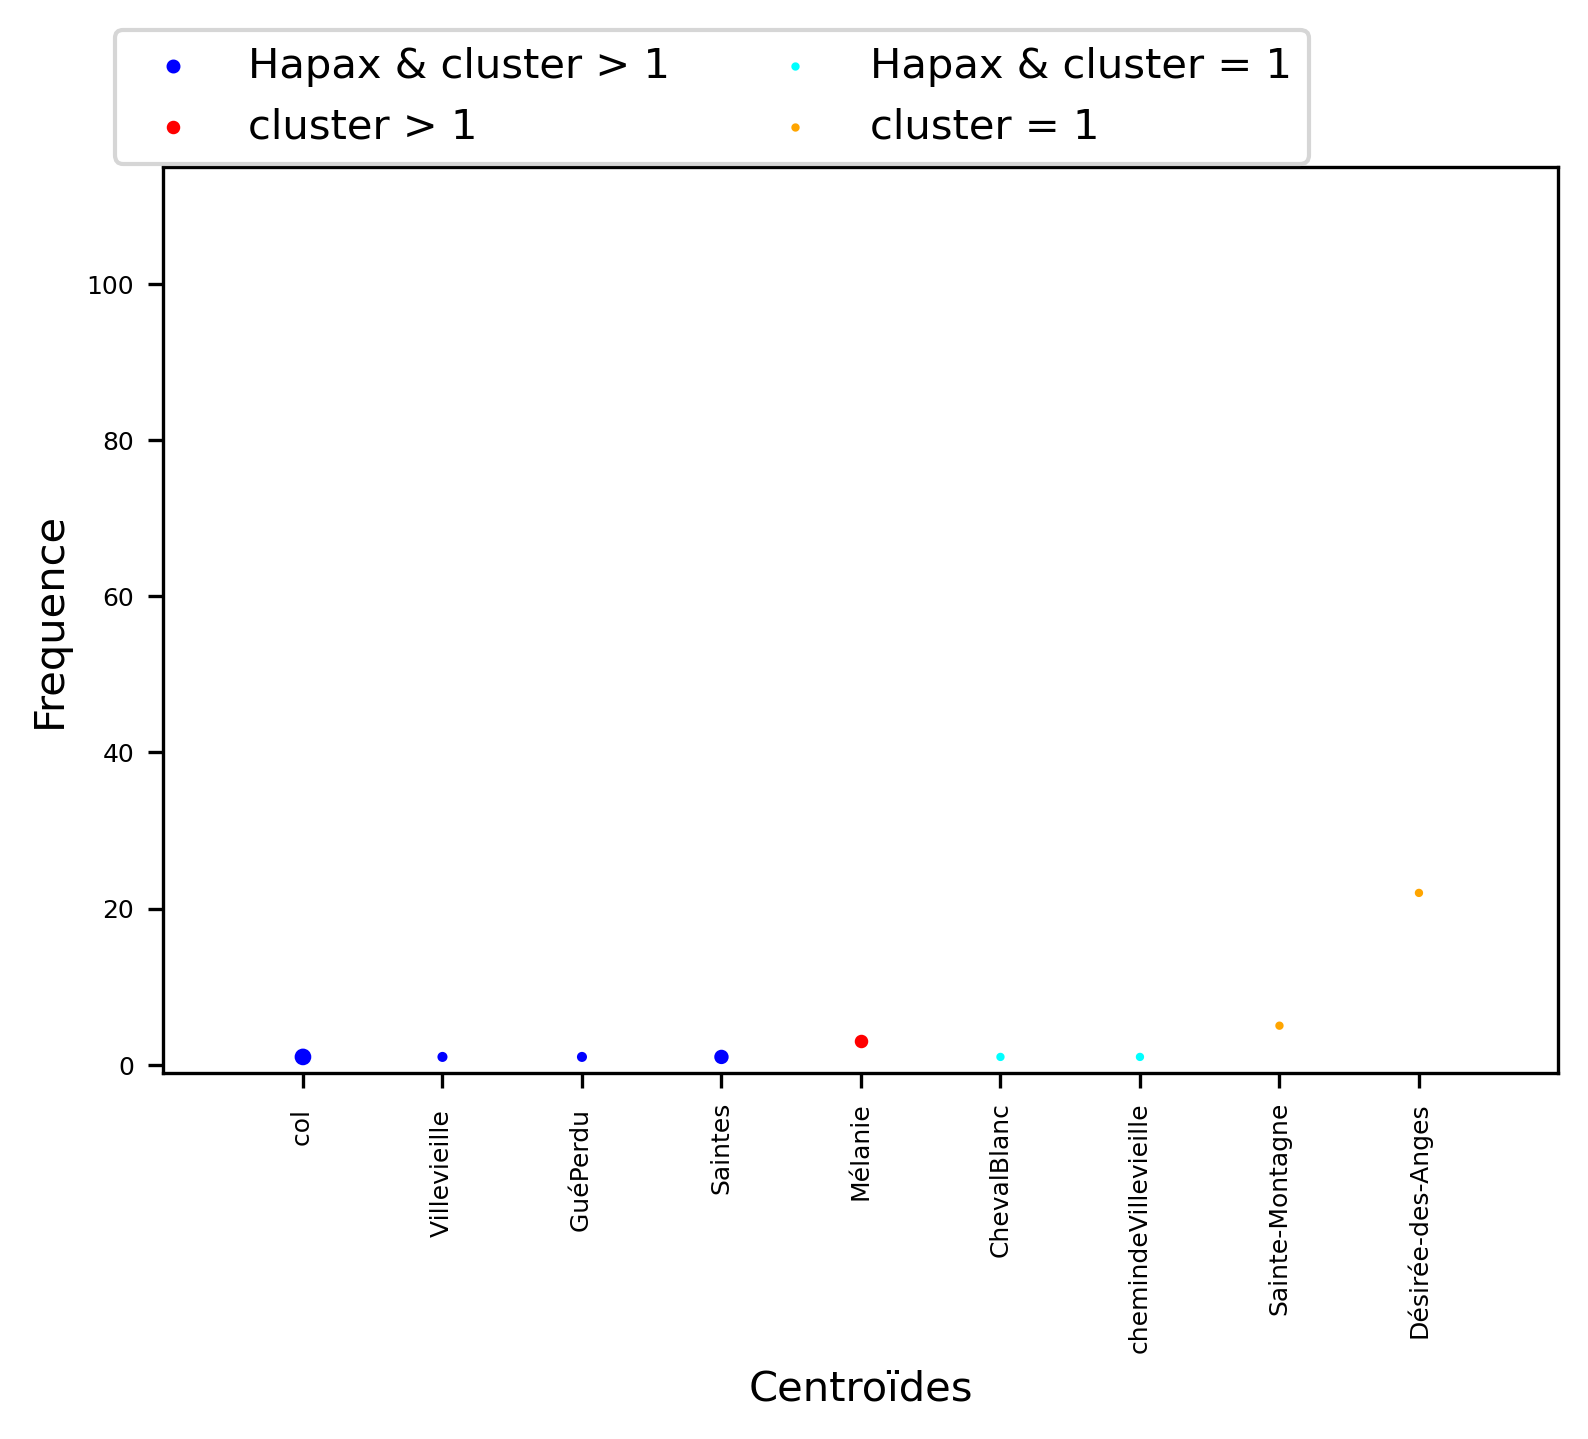 Hapax & cluster > 1
Hapax & cluster = 1
cluster > 1
cluster = 1
100
80
60
40
20
0
Frequence
col
Villevieille
GuéPerdu
Saintes
Mélanie
ChevalBlanc
chemindeVillevieille
Sainte-Montagne
Désirée-des-Anges
Centroïdes